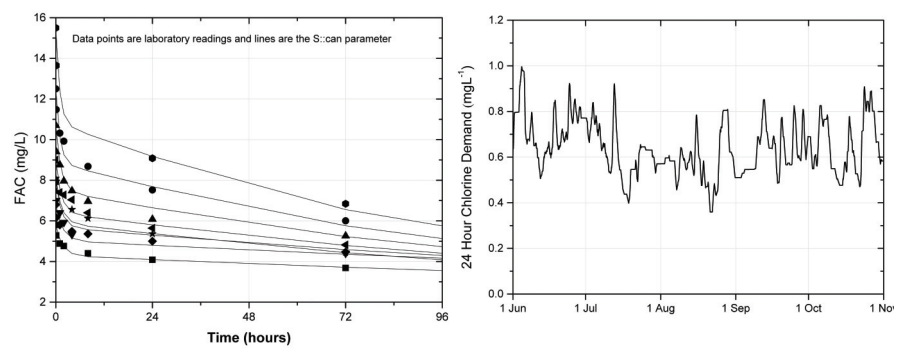 Data points are laboratory readings and lines are the S::can parameter
FAC (mg/L)
16
14
12
10
8
6
4
2
0
24
48
72
96
Time (hours)
24 Hour Chlorine Demand (mgL⁻¹)
1.2
1.0
0.8
0.6
0.4
0.2
0.0
1 Jun
1 Jul
1 Aug
1 Sep
1 Oct
1 Nov